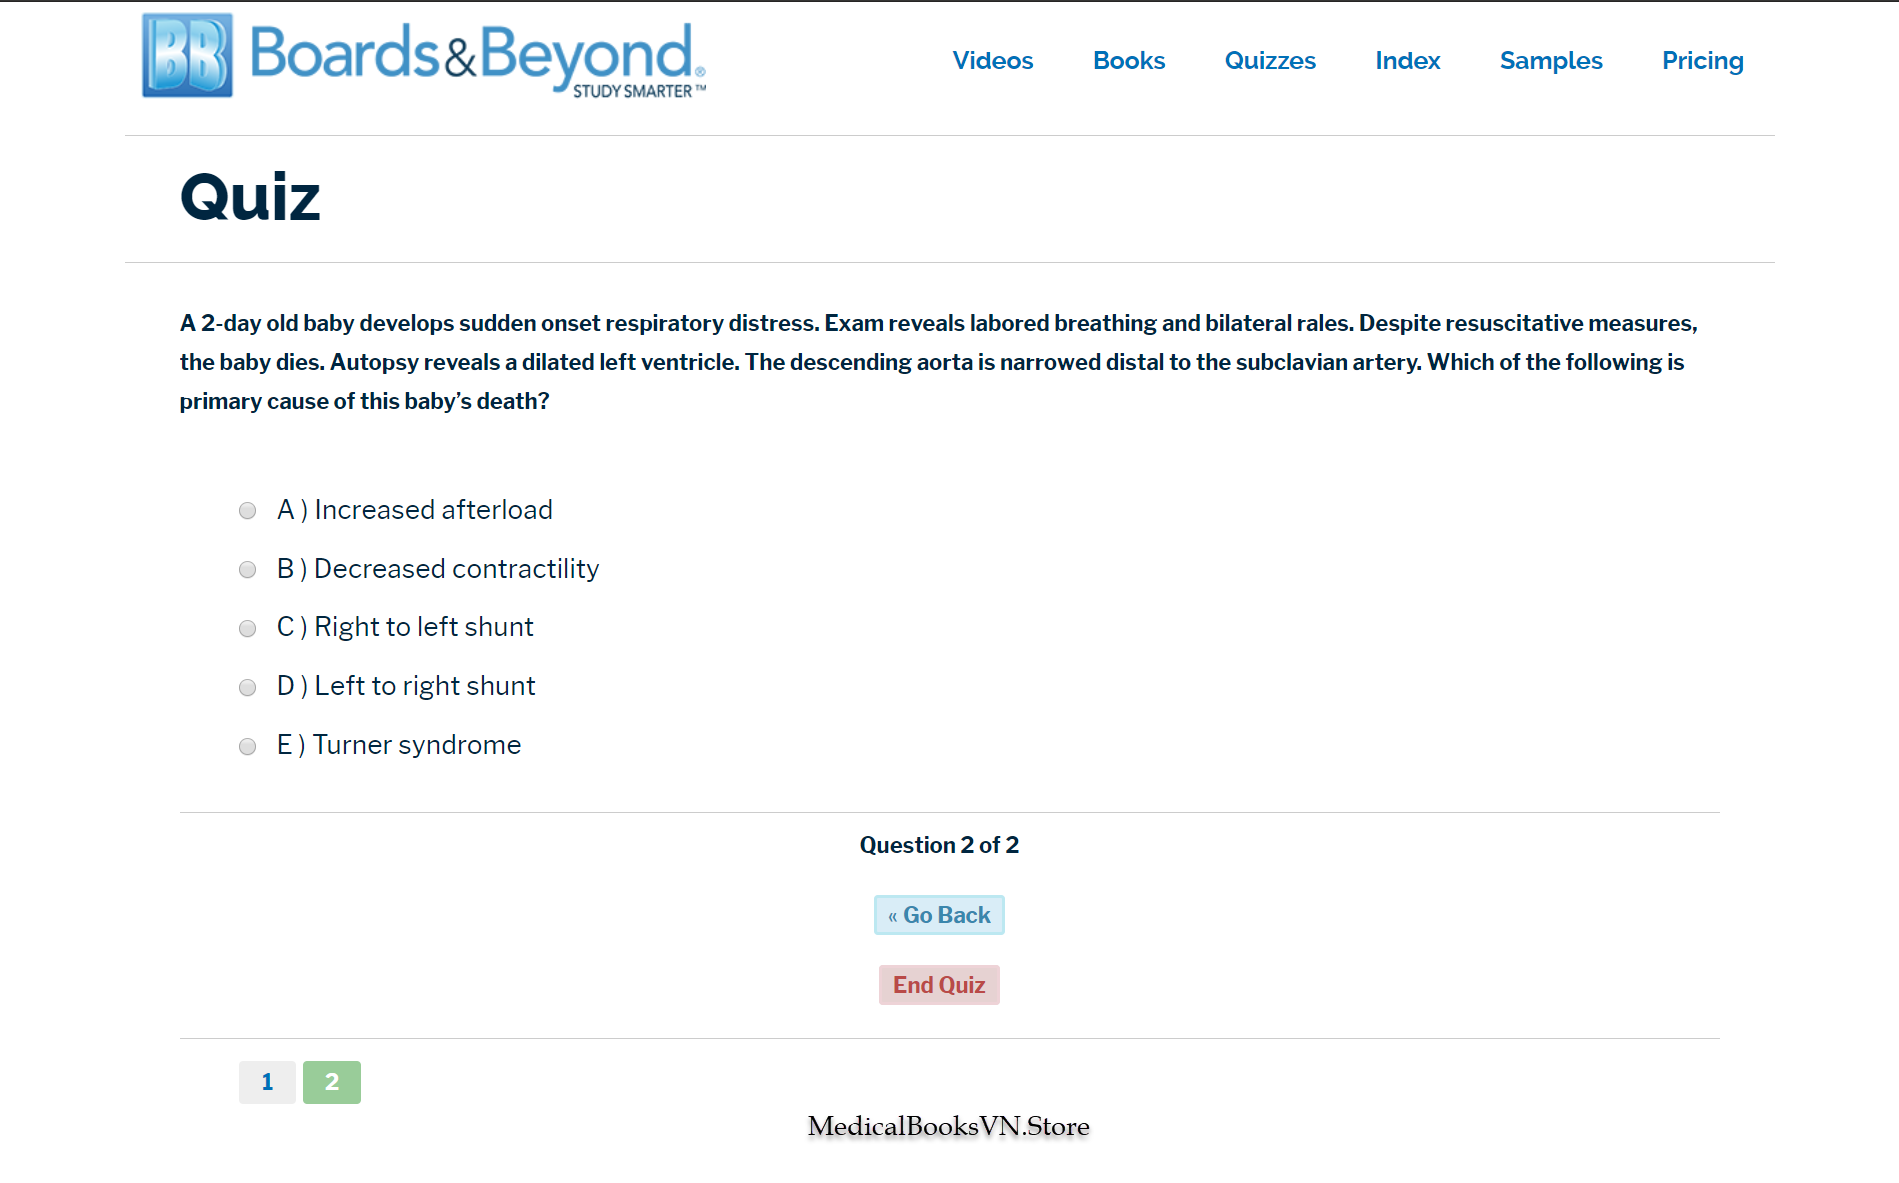 BB Boards&Beyond®
STUDY SMARTER™
Videos Books Quizzes Index Samples Pricing
Quiz
A 2-day old baby develops sudden onset respiratory distress. Exam reveals labored breathing and bilateral rales. Despite resuscitative measures,
the baby dies. Autopsy reveals a dilated left ventricle. The descending aorta is narrowed distal to the subclavian artery. Which of the following is
primary cause of this baby’s death?
A ) Increased afterload
B ) Decreased contractility
C ) Right to left shunt
D ) Left to right shunt
E ) Turner syndrome
Question 2 of 2
« Go Back
End Quiz
1 2
MedicalBooksVN.Store